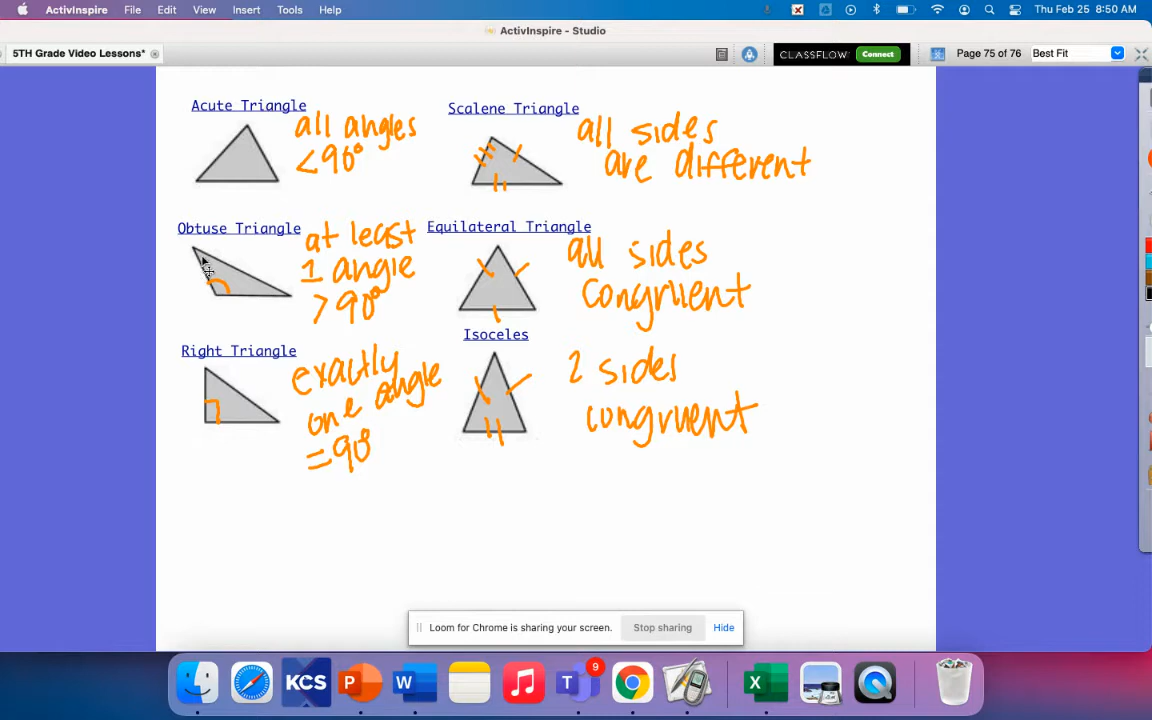 ActivInspire File Edit View Insert Tools Help Thu Feb 25 8:50 AM
ActivInspire - Studio
5TH Grade Video Lessons* CLASSFLOW Connect Page 75 of 76 Best Fit
Acute Triangle
all angles
<90°
Scalene Triangle
all sides
are different
Obtuse Triangle
at least
1 angle
>90°
Equilateral Triangle
all sides
congruent
Right Triangle
exactly
one angle
=90°
Isoceles
2 sides
congruent
Loom for Chrome is sharing your screen. Stop sharing Hide
KCS P W T 9 X